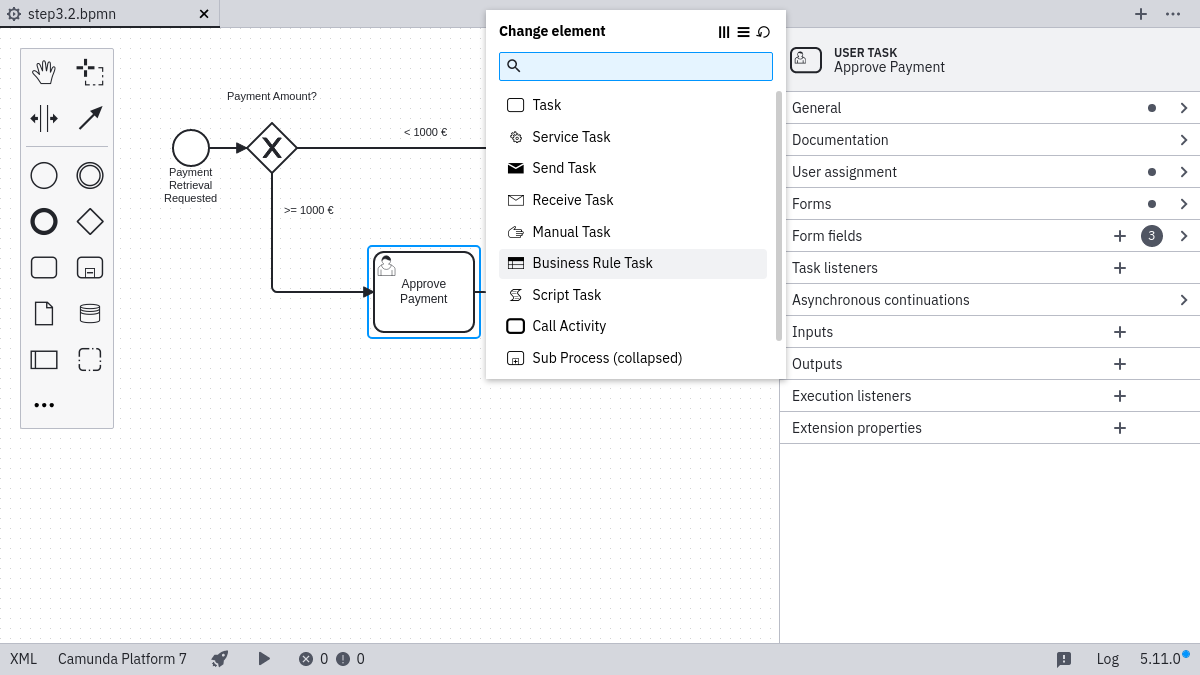 step3.2.bpmn
Change element
Task
Service Task
Send Task
Receive Task
Manual Task
Business Rule Task
Script Task
Call Activity
Sub Process (collapsed)
Payment Amount?
< 1000 €
Payment
Retrieval
Requested
>= 1000 €
Approve
Payment
USER TASK
Approve Payment
General
Documentation
User assignment
Forms
Form fields 3
Task listeners
Asynchronous continuations
Inputs
Outputs
Execution listeners
Extension properties
XML Camunda Platform 7 0 0 Log 5.11.0